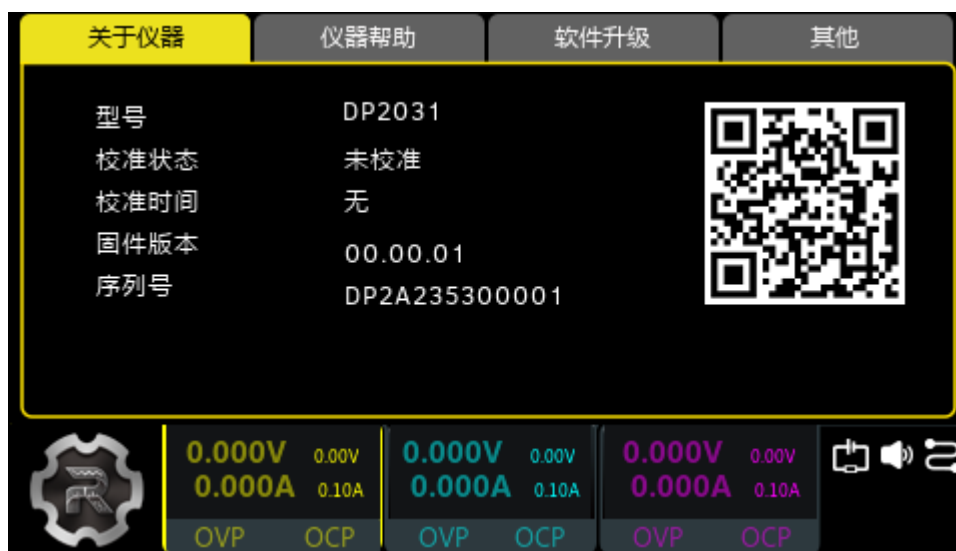 关于仪器 仪器帮助 软件升级 其他
型号 DP2031
校准状态 未校准
校准时间 无
固件版本 00.00.01
序列号 DP2A235300001
0.000V 0.00V 0.000V 0.00V 0.000V 0.00V
0.000A 0.10A 0.000A 0.10A 0.000A 0.10A
OVP OCP OVP OCP OVP OCP